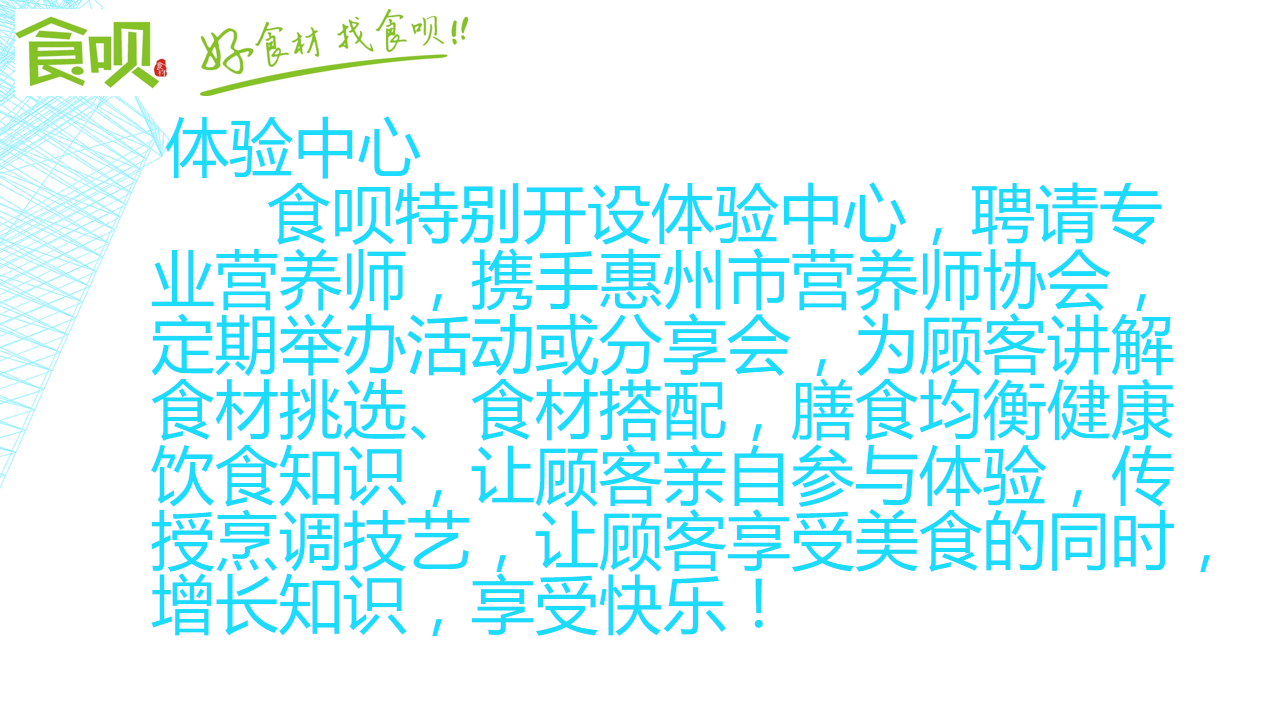 食呗
好食材 找食呗!!
体验中心
食呗特别开设体验中心，聘请专
业营养师，携手惠州市营养师协会，
定期举办活动或分享会，为顾客讲解
食材挑选、食材搭配，膳食均衡健康
饮食知识，让顾客亲自参与体验，传
授烹调技艺，让顾客享受美食的同时，
增长知识，享受快乐！